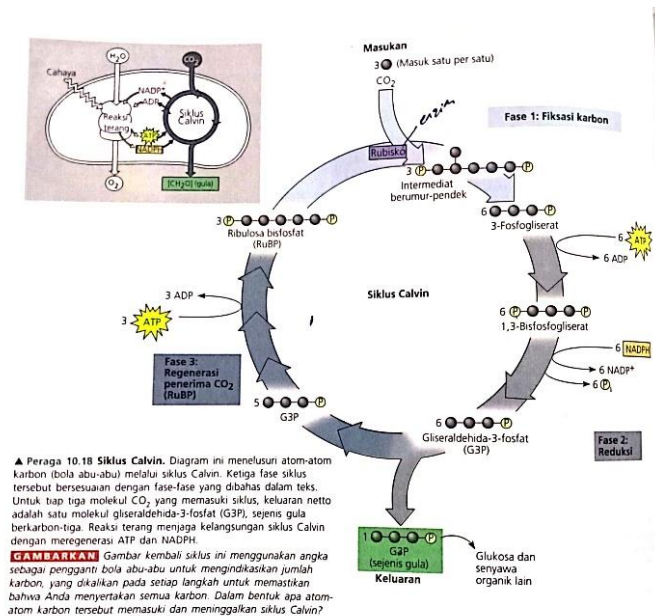 H₂O
CO₂
Cahaya
NADP⁺
ADP
Reaksi
terang
Siklus
Calvin
ATP
NADPH
O₂
[CH₂O] (gula)
Masukan
3 (Masuk satu per satu)
CO₂
enzim
Fase 1: Fiksasi karbon
Rubisko
3 P P
Intermediat
berumur-pendek
3 P P
Ribulosa bisfosfat
(RuBP)
6 P
3-Fosfogliserat
6 ATP
6 ADP
Siklus Calvin
3 ADP
3 ATP
6 P P
1,3-Bisfosfogliserat
6 NADPH
6 NADP⁺
6 Pᵢ
Fase 3:
Regenerasi
penerima CO₂
(RuBP)
5 P
G3P
6 P
Gliseraldehida-3-fosfat
(G3P)
Fase 2:
Reduksi
1 P
G3P
(sejenis gula)
Keluaran
Glukosa dan
senyawa
organik lain
▲ Peraga 10.18 Siklus Calvin. Diagram ini menelusuri atom-atom
karbon (bola abu-abu) melalui siklus Calvin. Ketiga fase siklus
tersebut bersesuaian dengan fase-fase yang dibahas dalam teks.
Untuk tiap tiga molekul CO₂ yang memasuki siklus, keluaran netto
adalah satu molekul gliseraldehida-3-fosfat (G3P), sejenis gula
berkarbon-tiga. Reaksi terang menjaga kelangsungan siklus Calvin
dengan meregenerasi ATP dan NADPH.
GAMBARKAN Gambar kembali siklus ini menggunakan angka
sebagai pengganti bola abu-abu untuk mengindikasikan jumlah
karbon, yang dikalikan pada setiap langkah untuk memastikan
bahwa Anda menyertakan semua karbon. Dalam bentuk apa atom-
atom karbon tersebut memasuki dan meninggalkan siklus Calvin?